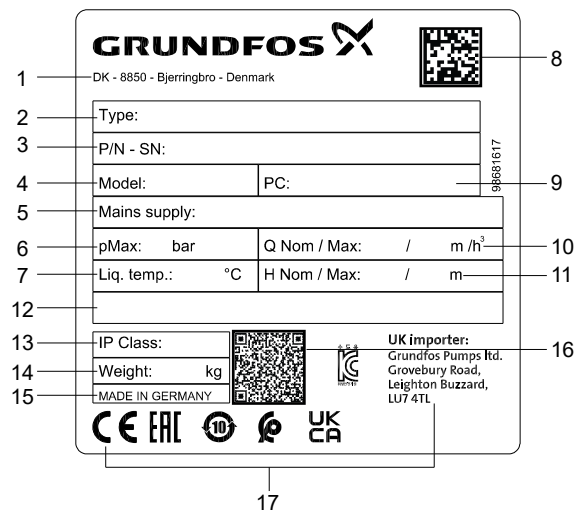 GRUNDFOS
1 DK - 8850 - Bjerringbro - Denmark 8
2 Type:
3 P/N - SN:
98681617
4 Model: PC: 9
5 Mains supply:
6 pMax: bar Q Nom / Max: / m /h³ 10
7 Liq. temp.: °C H Nom / Max: / m 11
12
13 IP Class:
14 Weight: kg
15 MADE IN GERMANY
UK importer:
Grundfos Pumps ltd.
Grovebury Road,
Leighton Buzzard,
LU7 4TL
16
CE EAC 10 UK
CA
17